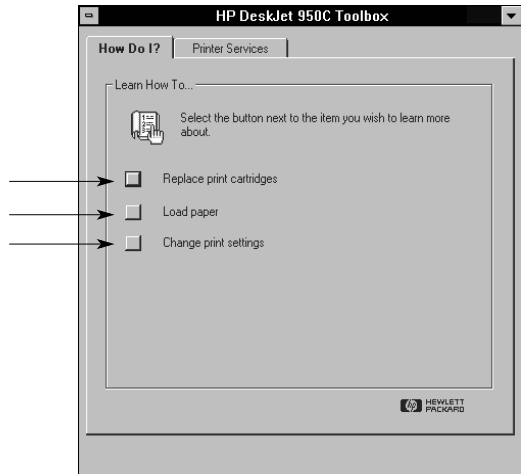 HP DeskJet 950C Toolbox
How Do I?
Printer Services
Learn How To...
Select the button next to the item you wish to learn more
about.
Replace print cartridges
Load paper
Change print settings
hp HEWLETT
PACKARD